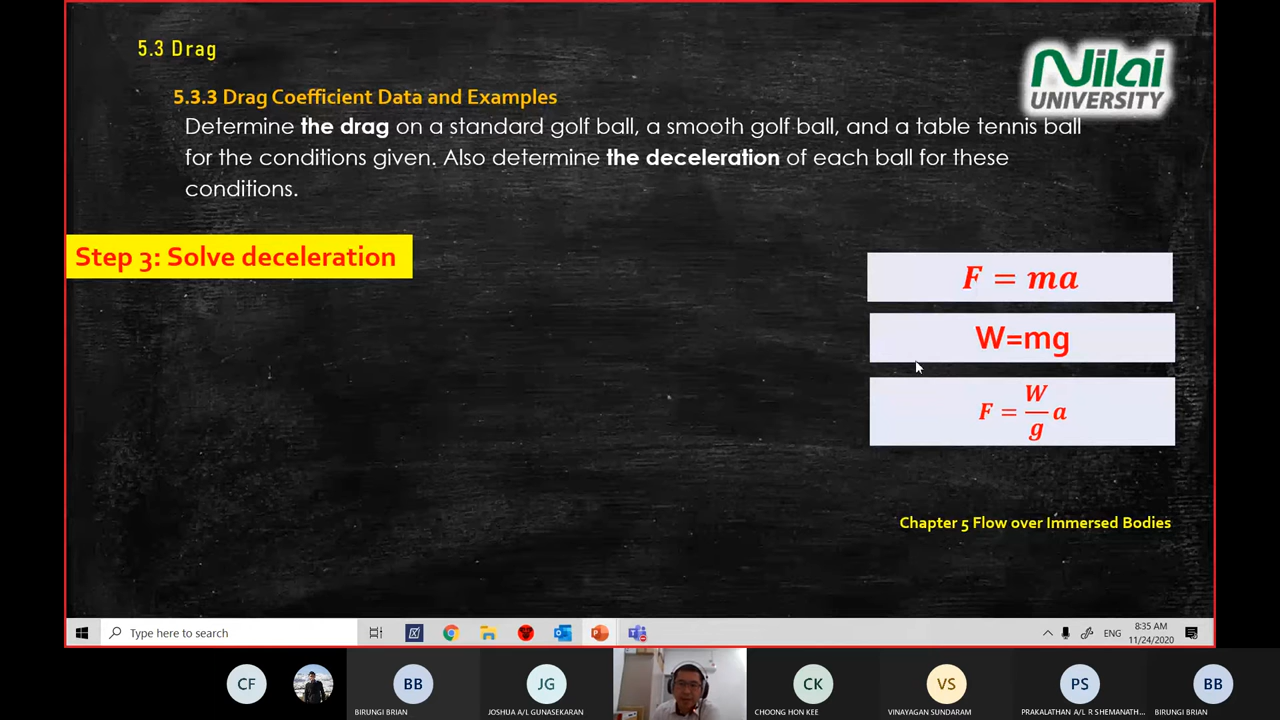 5.3 Drag
Nilai
UNIVERSITY
5.3.3 Drag Coefficient Data and Examples
Determine the drag on a standard golf ball, a smooth golf ball, and a table tennis ball
for the conditions given. Also determine the deceleration of each ball for these
conditions.
Step 3: Solve deceleration
F = ma
W=mg
F = W/g a
Chapter 5 Flow over Immersed Bodies
Type here to search
ENG
8:35 AM
11/24/2020
CF
BB
JG
CK
VS
PS
BB
BIRUNGI BRIAN
JOSHUA A/L GUNASEKARAN
CHOONG HON KEE
VINAYAGAN SUNDARAM
PRAKALATHAN A/L R SHEMANATH...
BIRUNGI BRIAN